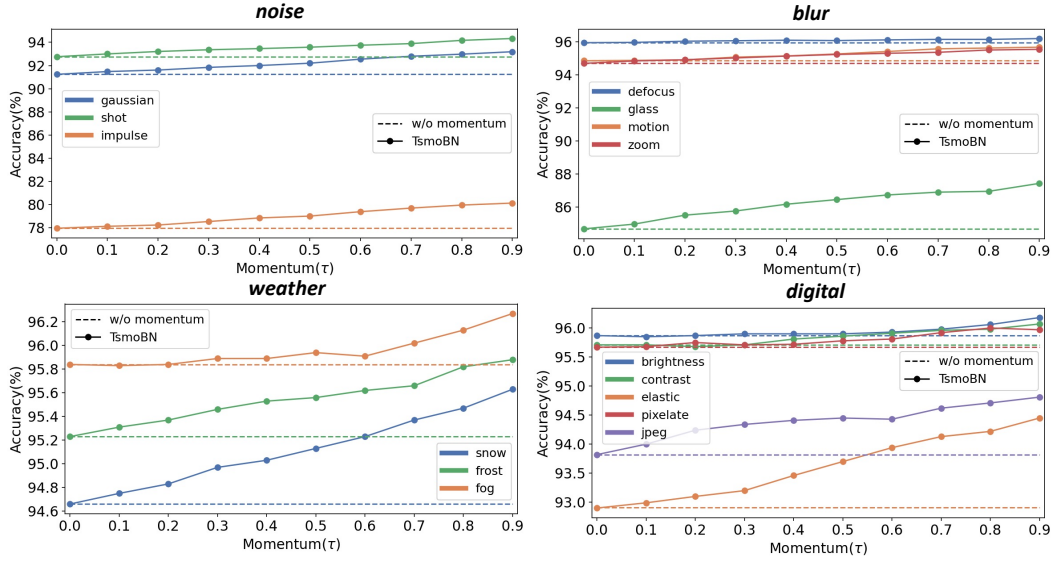 noise
Accuracy(%)
94
92
90
88
86
84
82
80
78
gaussian
shot
impulse
w/o momentum
TsmoBN
0.0 0.1 0.2 0.3 0.4 0.5 0.6 0.7 0.8 0.9
Momentum(τ)
blur
Accuracy(%)
96
94
92
90
88
86
defocus
glass
motion
zoom
w/o momentum
TsmoBN
0.0 0.1 0.2 0.3 0.4 0.5 0.6 0.7 0.8 0.9
Momentum(τ)
weather
Accuracy(%)
96.2
96.0
95.8
95.6
95.4
95.2
95.0
94.8
94.6
w/o momentum
TsmoBN
snow
frost
fog
0.0 0.1 0.2 0.3 0.4 0.5 0.6 0.7 0.8 0.9
Momentum(τ)
digital
Accuracy(%)
96.0
95.5
95.0
94.5
94.0
93.5
93.0
brightness
contrast
elastic
pixelate
jpeg
w/o momentum
TsmoBN
0.0 0.1 0.2 0.3 0.4 0.5 0.6 0.7 0.8 0.9
Momentum(τ)